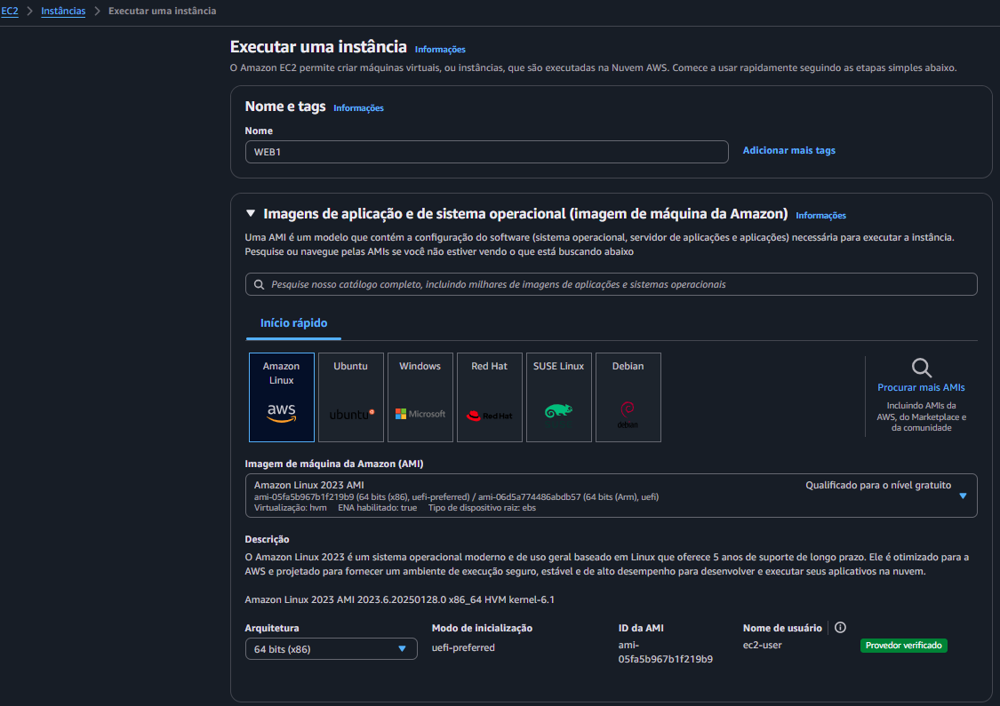 EC2 > Instâncias > Executar uma instância
Executar uma instância Informações
O Amazon EC2 permite criar máquinas virtuais, ou instâncias, que são executadas na Nuvem AWS. Comece a usar rapidamente seguindo as etapas simples abaixo.
Nome e tags Informações
Nome
WEB1
Adicionar mais tags
Imagens de aplicação e de sistema operacional (imagem de máquina da Amazon) Informações
Uma AMI é um modelo que contém a configuração do software (sistema operacional, servidor de aplicações e aplicações) necessária para executar a instância.
Pesquise ou navegue pelas AMIs se você não estiver vendo o que está buscando abaixo
Pesquise nosso catálogo completo, incluindo milhares de imagens de aplicações e sistemas operacionais
Início rápido
Amazon
Linux
aws
Ubuntu
ubuntu
Windows
Microsoft
Red Hat
Red Hat
SUSE Linux
Debian
debian
Procurar mais AMIs
Incluindo AMIs da
AWS, do Marketplace e
da comunidade
Imagem de máquina da Amazon (AMI)
Amazon Linux 2023 AMI
Qualificado para o nível gratuito
ami-05fa5b967b1f219b9 (64 bits (x86), uefi-preferred) / ami-06d5a774486abdb57 (64 bits (Arm), uefi)
Virtualização: hvm ENA habilitado: true Tipo de dispositivo raiz: ebs
Descrição
O Amazon Linux 2023 é um sistema operacional moderno e de uso geral baseado em Linux que oferece 5 anos de suporte de longo prazo. Ele é otimizado para a
AWS e projetado para fornecer um ambiente de execução seguro, estável e de alto desempenho para desenvolver e executar seus aplicativos na nuvem.
Amazon Linux 2023 AMI 2023.6.20250128.0 x86_64 HVM kernel-6.1
Arquitetura
64 bits (x86)
Modo de inicialização
uefi-preferred
ID da AMI
ami-
05fa5b967b1f219b9
Nome de usuário
ec2-user
Provedor verificado